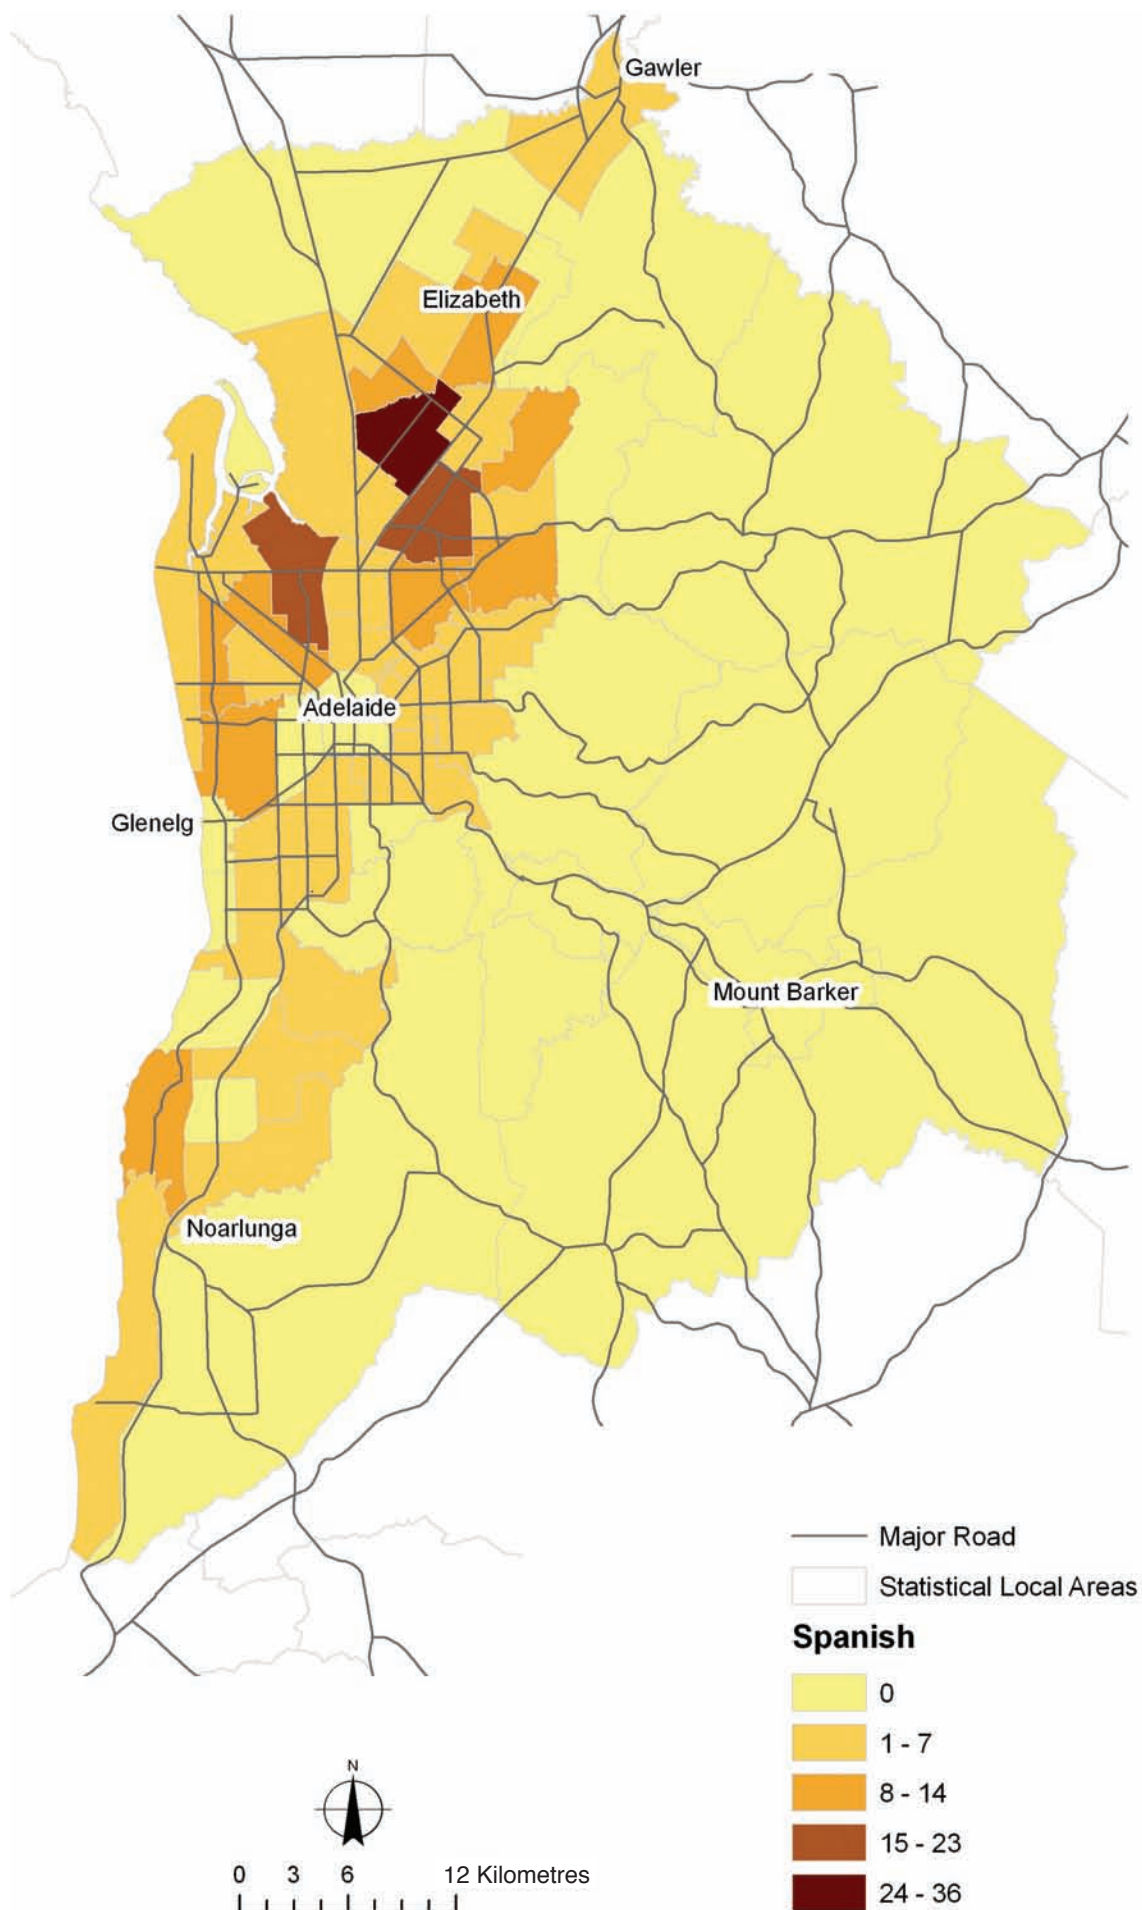 Gawler
Elizabeth
Adelaide
Glenelg
Mount Barker
Noarlunga
Major Road
Statistical Local Areas
Spanish
0
1 - 7
8 - 14
15 - 23
24 - 36
N
0 3 6 12 Kilometres